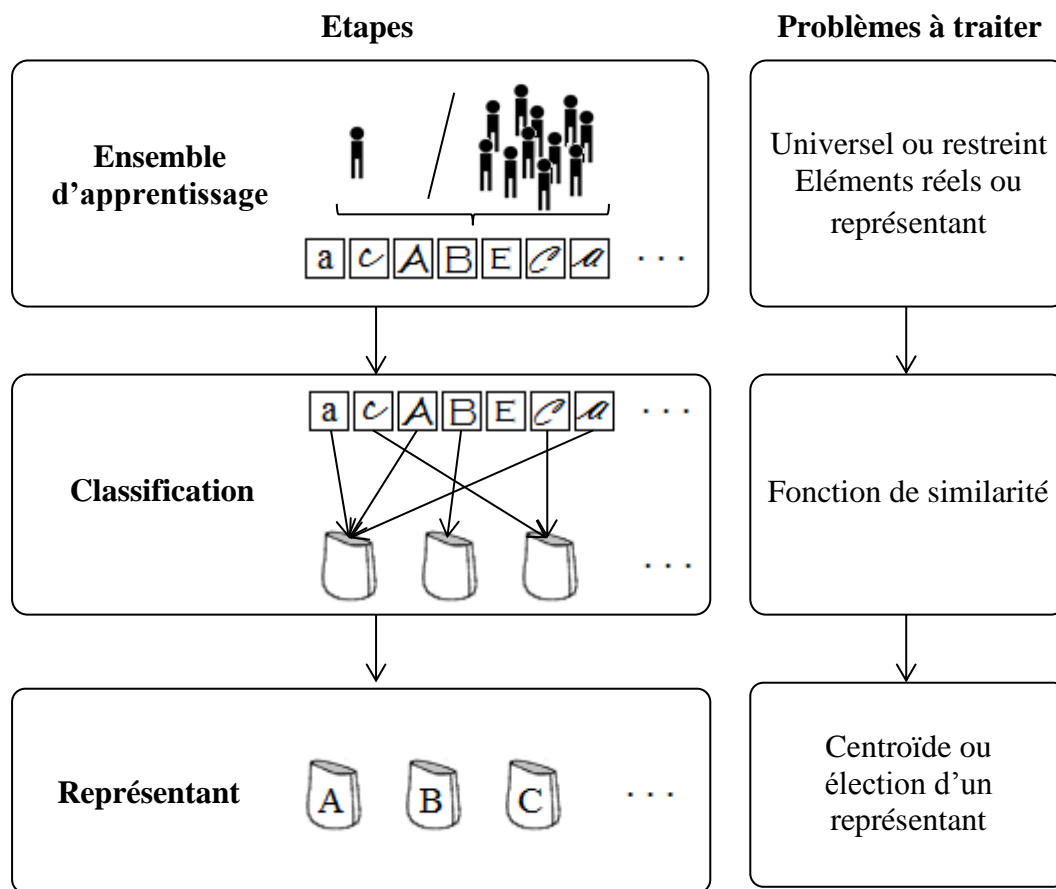 Etapes
Problèmes à traiter
Ensemble
d’apprentissage
Universel ou restreint
Eléments réels ou
représentant
a c A B E C a . . .
a c A B E C a . . .
Classification
Fonction de similarité
. . .
Représentant
A B C . . .
Centroïde ou
élection d’un
représentant